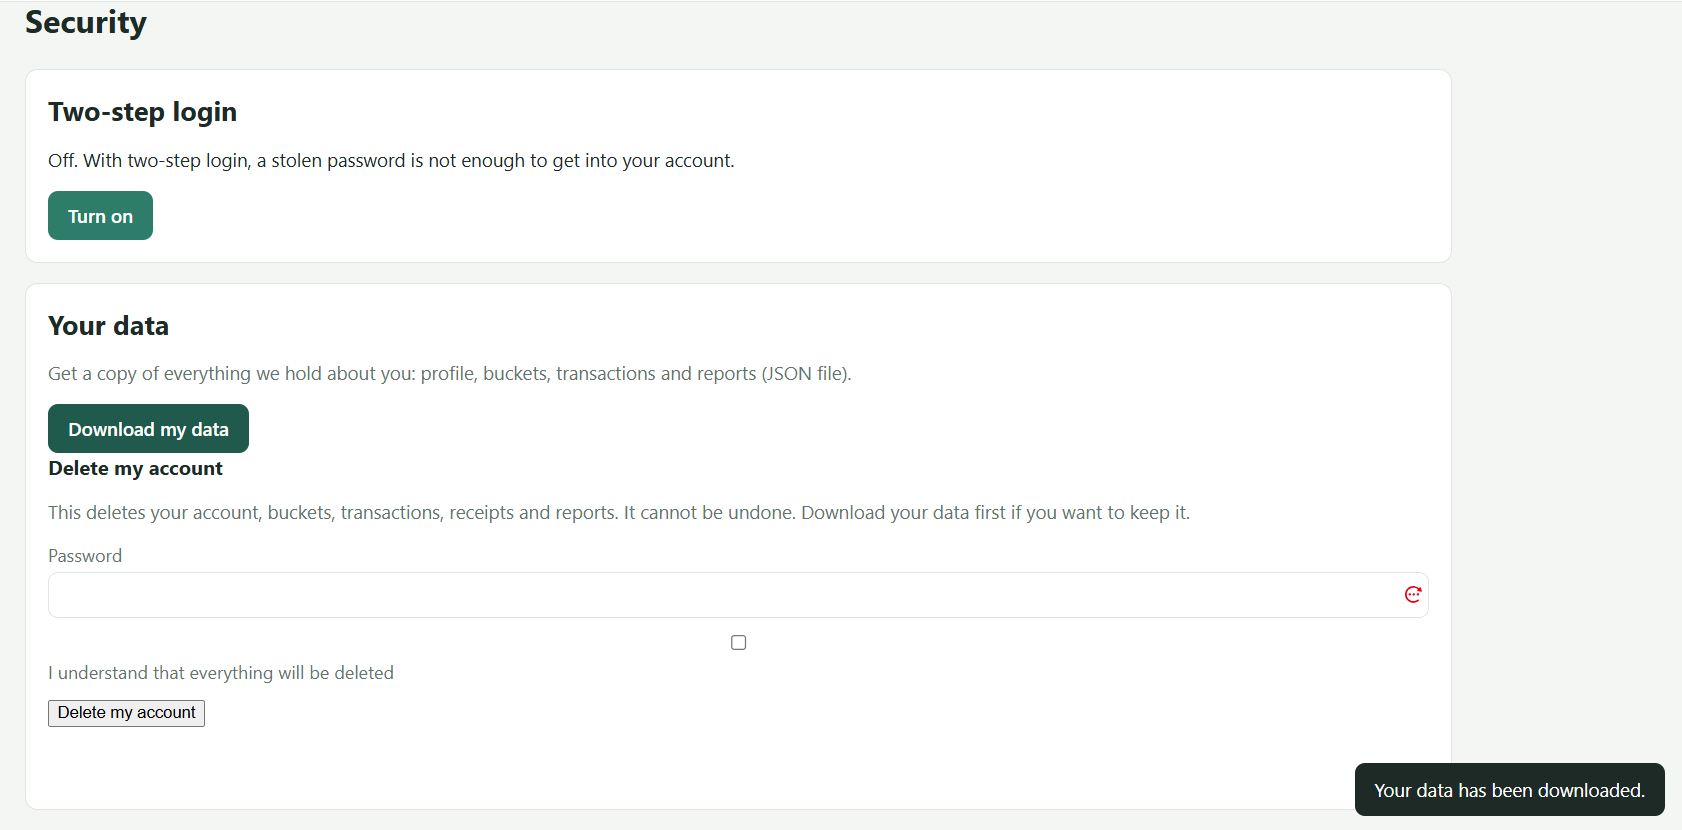 Security
Two-step login
Off. With two-step login, a stolen password is not enough to get into your account.
Turn on
Your data
Get a copy of everything we hold about you: profile, buckets, transactions and reports (JSON file).
Download my data
Delete my account
This deletes your account, buckets, transactions, receipts and reports. It cannot be undone. Download your data first if you want to keep it.
Password
I understand that everything will be deleted
Delete my account
Your data has been downloaded.